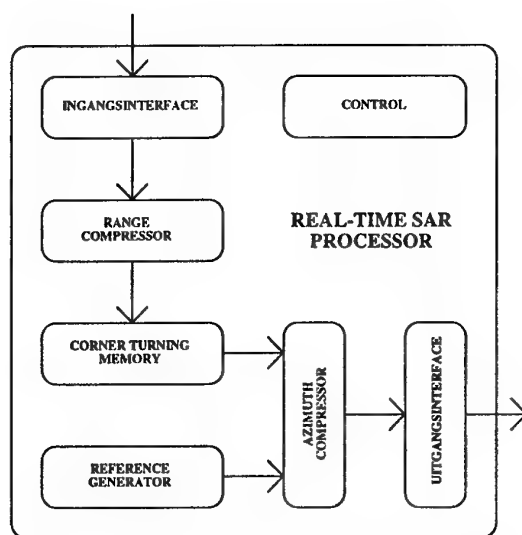 INGANGSINTERFACE
CONTROL
RANGE
COMPRESSOR
REAL-TIME SAR
PROCESSOR
CORNER TURNING
MEMORY
AZIMUTH
COMPRESSOR
UITGANGSINTERFACE
REFERENCE
GENERATOR